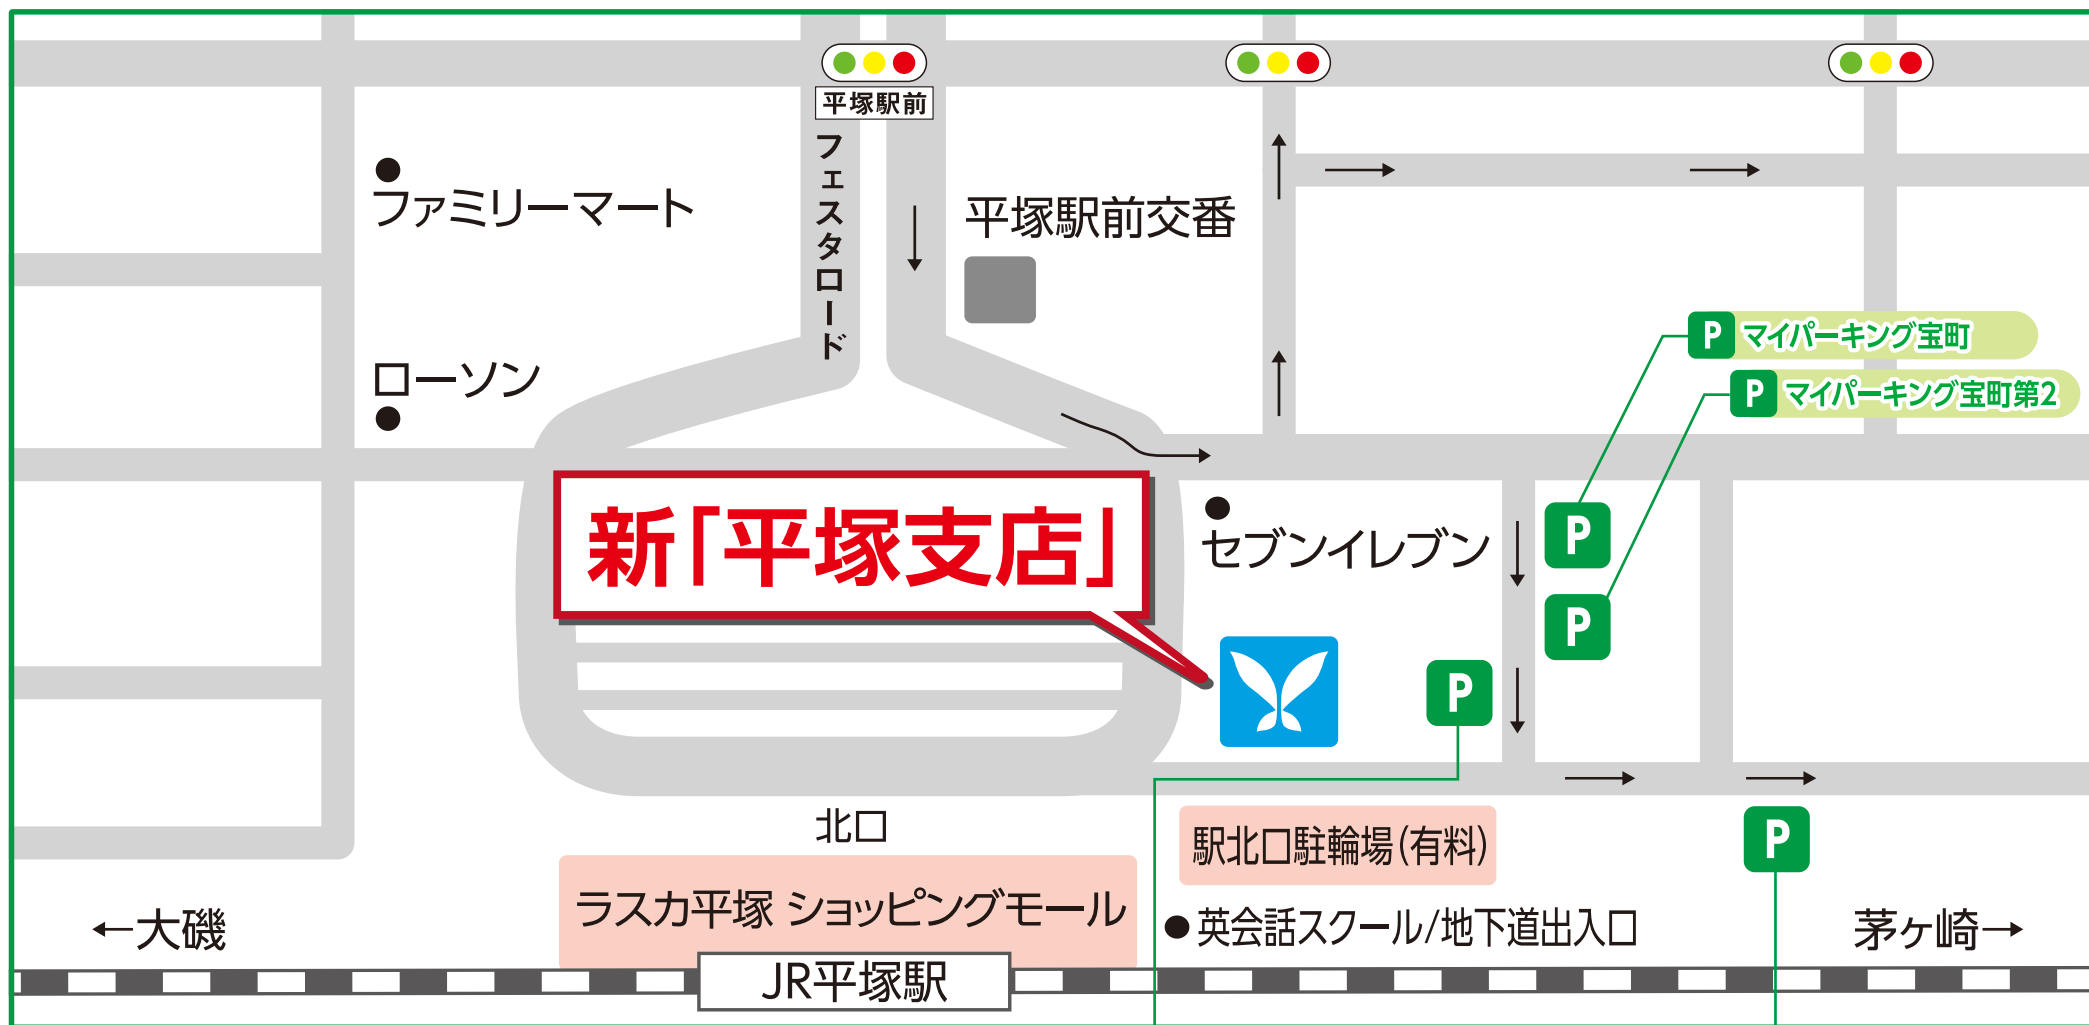 平塚駅前
フェスタロード
ファミリーマート
平塚駅前交番
ローソン
P マイパーキング宝町
P マイパーキング宝町第2
新「平塚支店」
セブンイレブン
P
P
P
北口
駅北口駐輪場(有料)
P
ラスカ平塚 ショッピングモール
←大磯
英会話スクール/地下道出入口
茅ヶ崎→
JR平塚駅